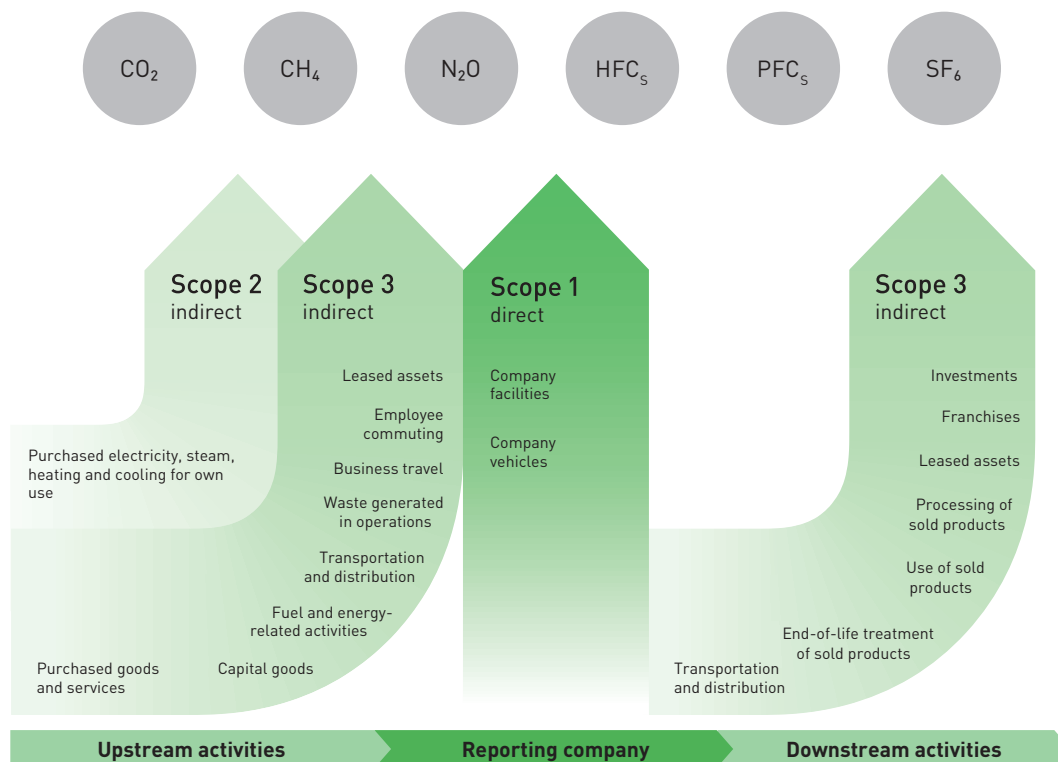 CO₂
CH₄
N₂O
HFCₛ
PFCₛ
SF₆
Scope 2
indirect
Purchased electricity, steam,
heating and cooling for own
use
Scope 3
indirect
Leased assets
Employee
commuting
Business travel
Waste generated
in operations
Transportation
and distribution
Fuel and energy-
related activities
Capital goods
Purchased goods
and services
Scope 1
direct
Company
facilities
Company
vehicles
Scope 3
indirect
Investments
Franchises
Leased assets
Processing of
sold products
Use of sold
products
End-of-life treatment
of sold products
Transportation
and distribution
Upstream activities
Reporting company
Downstream activities